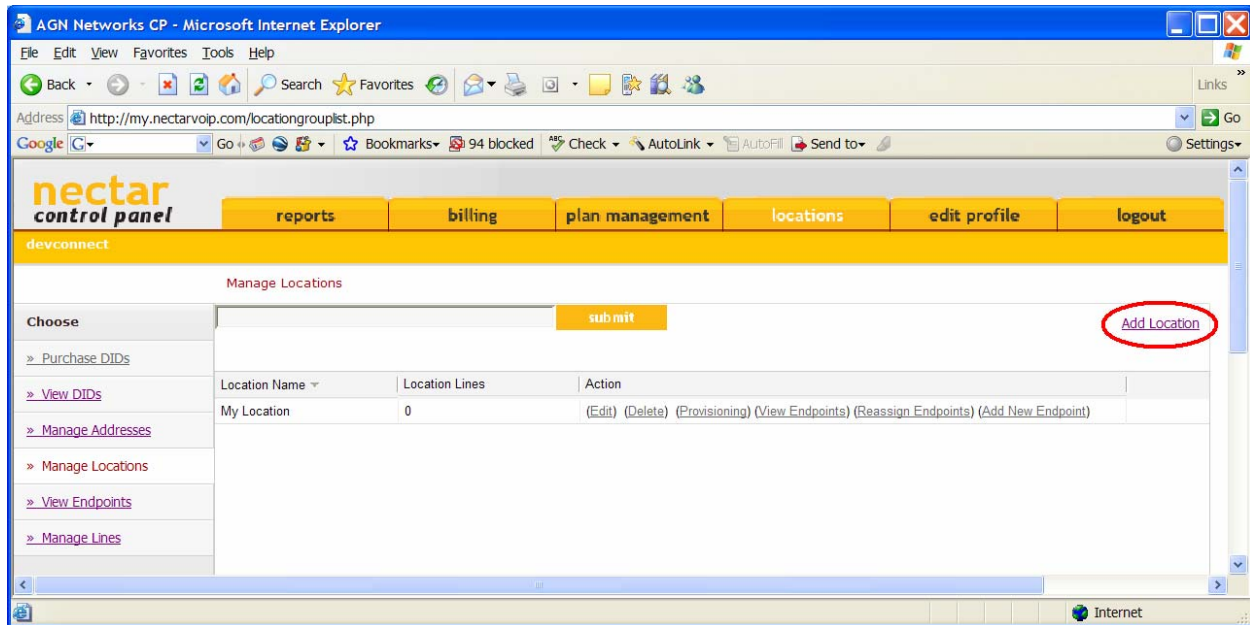 AGN Networks CP - Microsoft Internet Explorer
File Edit View Favorites Tools Help
Back Search Favorites Links
Address http://my.nectarvoip.com/locationgrouplist.php Go
Google G Go Bookmarks 94 blocked ABC Check AutoLink AutoFill Send to Settings
nectar
control panel
reports billing plan management locations edit profile logout
devconnect
Manage Locations
Choose
submit
Add Location
» Purchase DIDs
» View DIDs
» Manage Addresses
» Manage Locations
» View Endpoints
» Manage Lines
Location Name Location Lines Action
My Location 0 (Edit) (Delete) (Provisioning) (View Endpoints) (Reassign Endpoints) (Add New Endpoint)
Internet